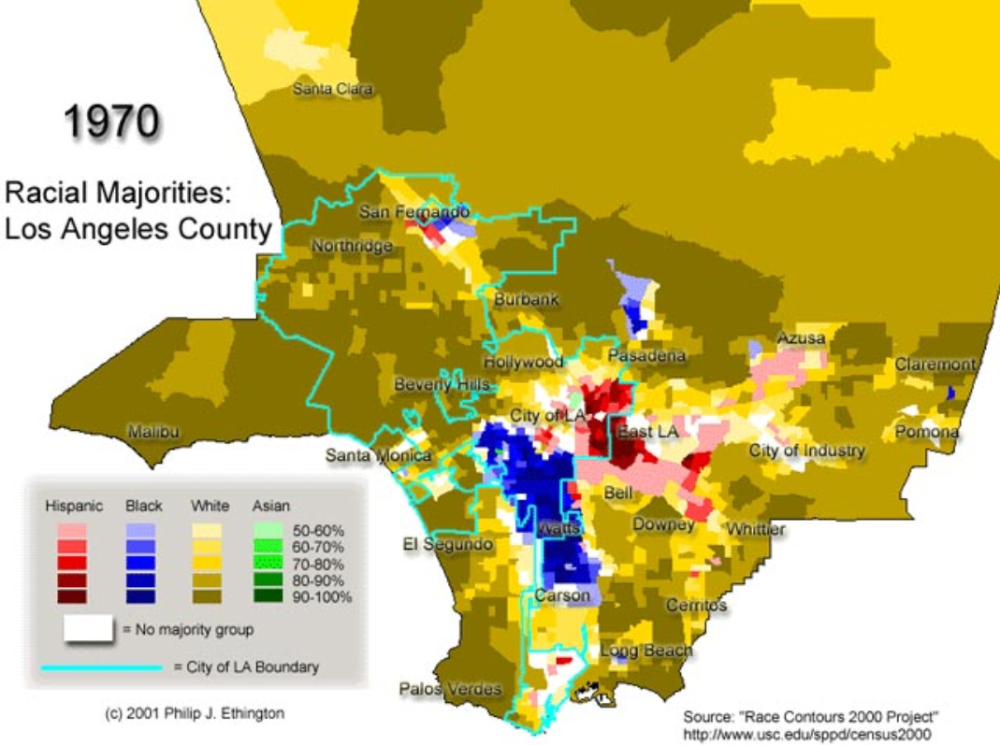 1970
Racial Majorities:
Los Angeles County
Santa Clara
San Fernando
Northridge
Burbank
Hollywood
Pasadena
Azusa
Claremont
Beverly Hills
City of LA
East LA
Pomona
Malibu
Santa Monica
City of Industry
Bell
Downey
Whittier
El Segundo
Watts
Carson
Cerritos
Long Beach
Palos Verdes
Hispanic Black White Asian
50-60%
60-70%
70-80%
80-90%
90-100%
= No majority group
= City of LA Boundary
(c) 2001 Philip J. Ethington
Source: "Race Contours 2000 Project"
http://www.usc.edu/sppd/census2000